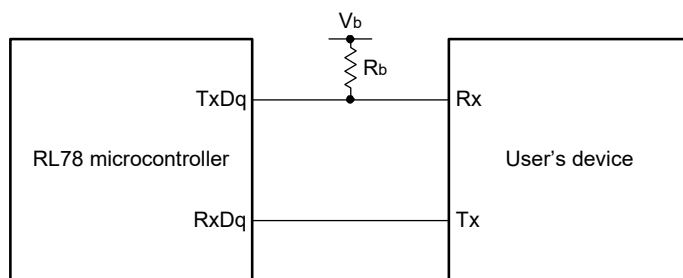 Vb
Rb
TxDq
Rx
RL78 microcontroller
User's device
RxDq
Tx